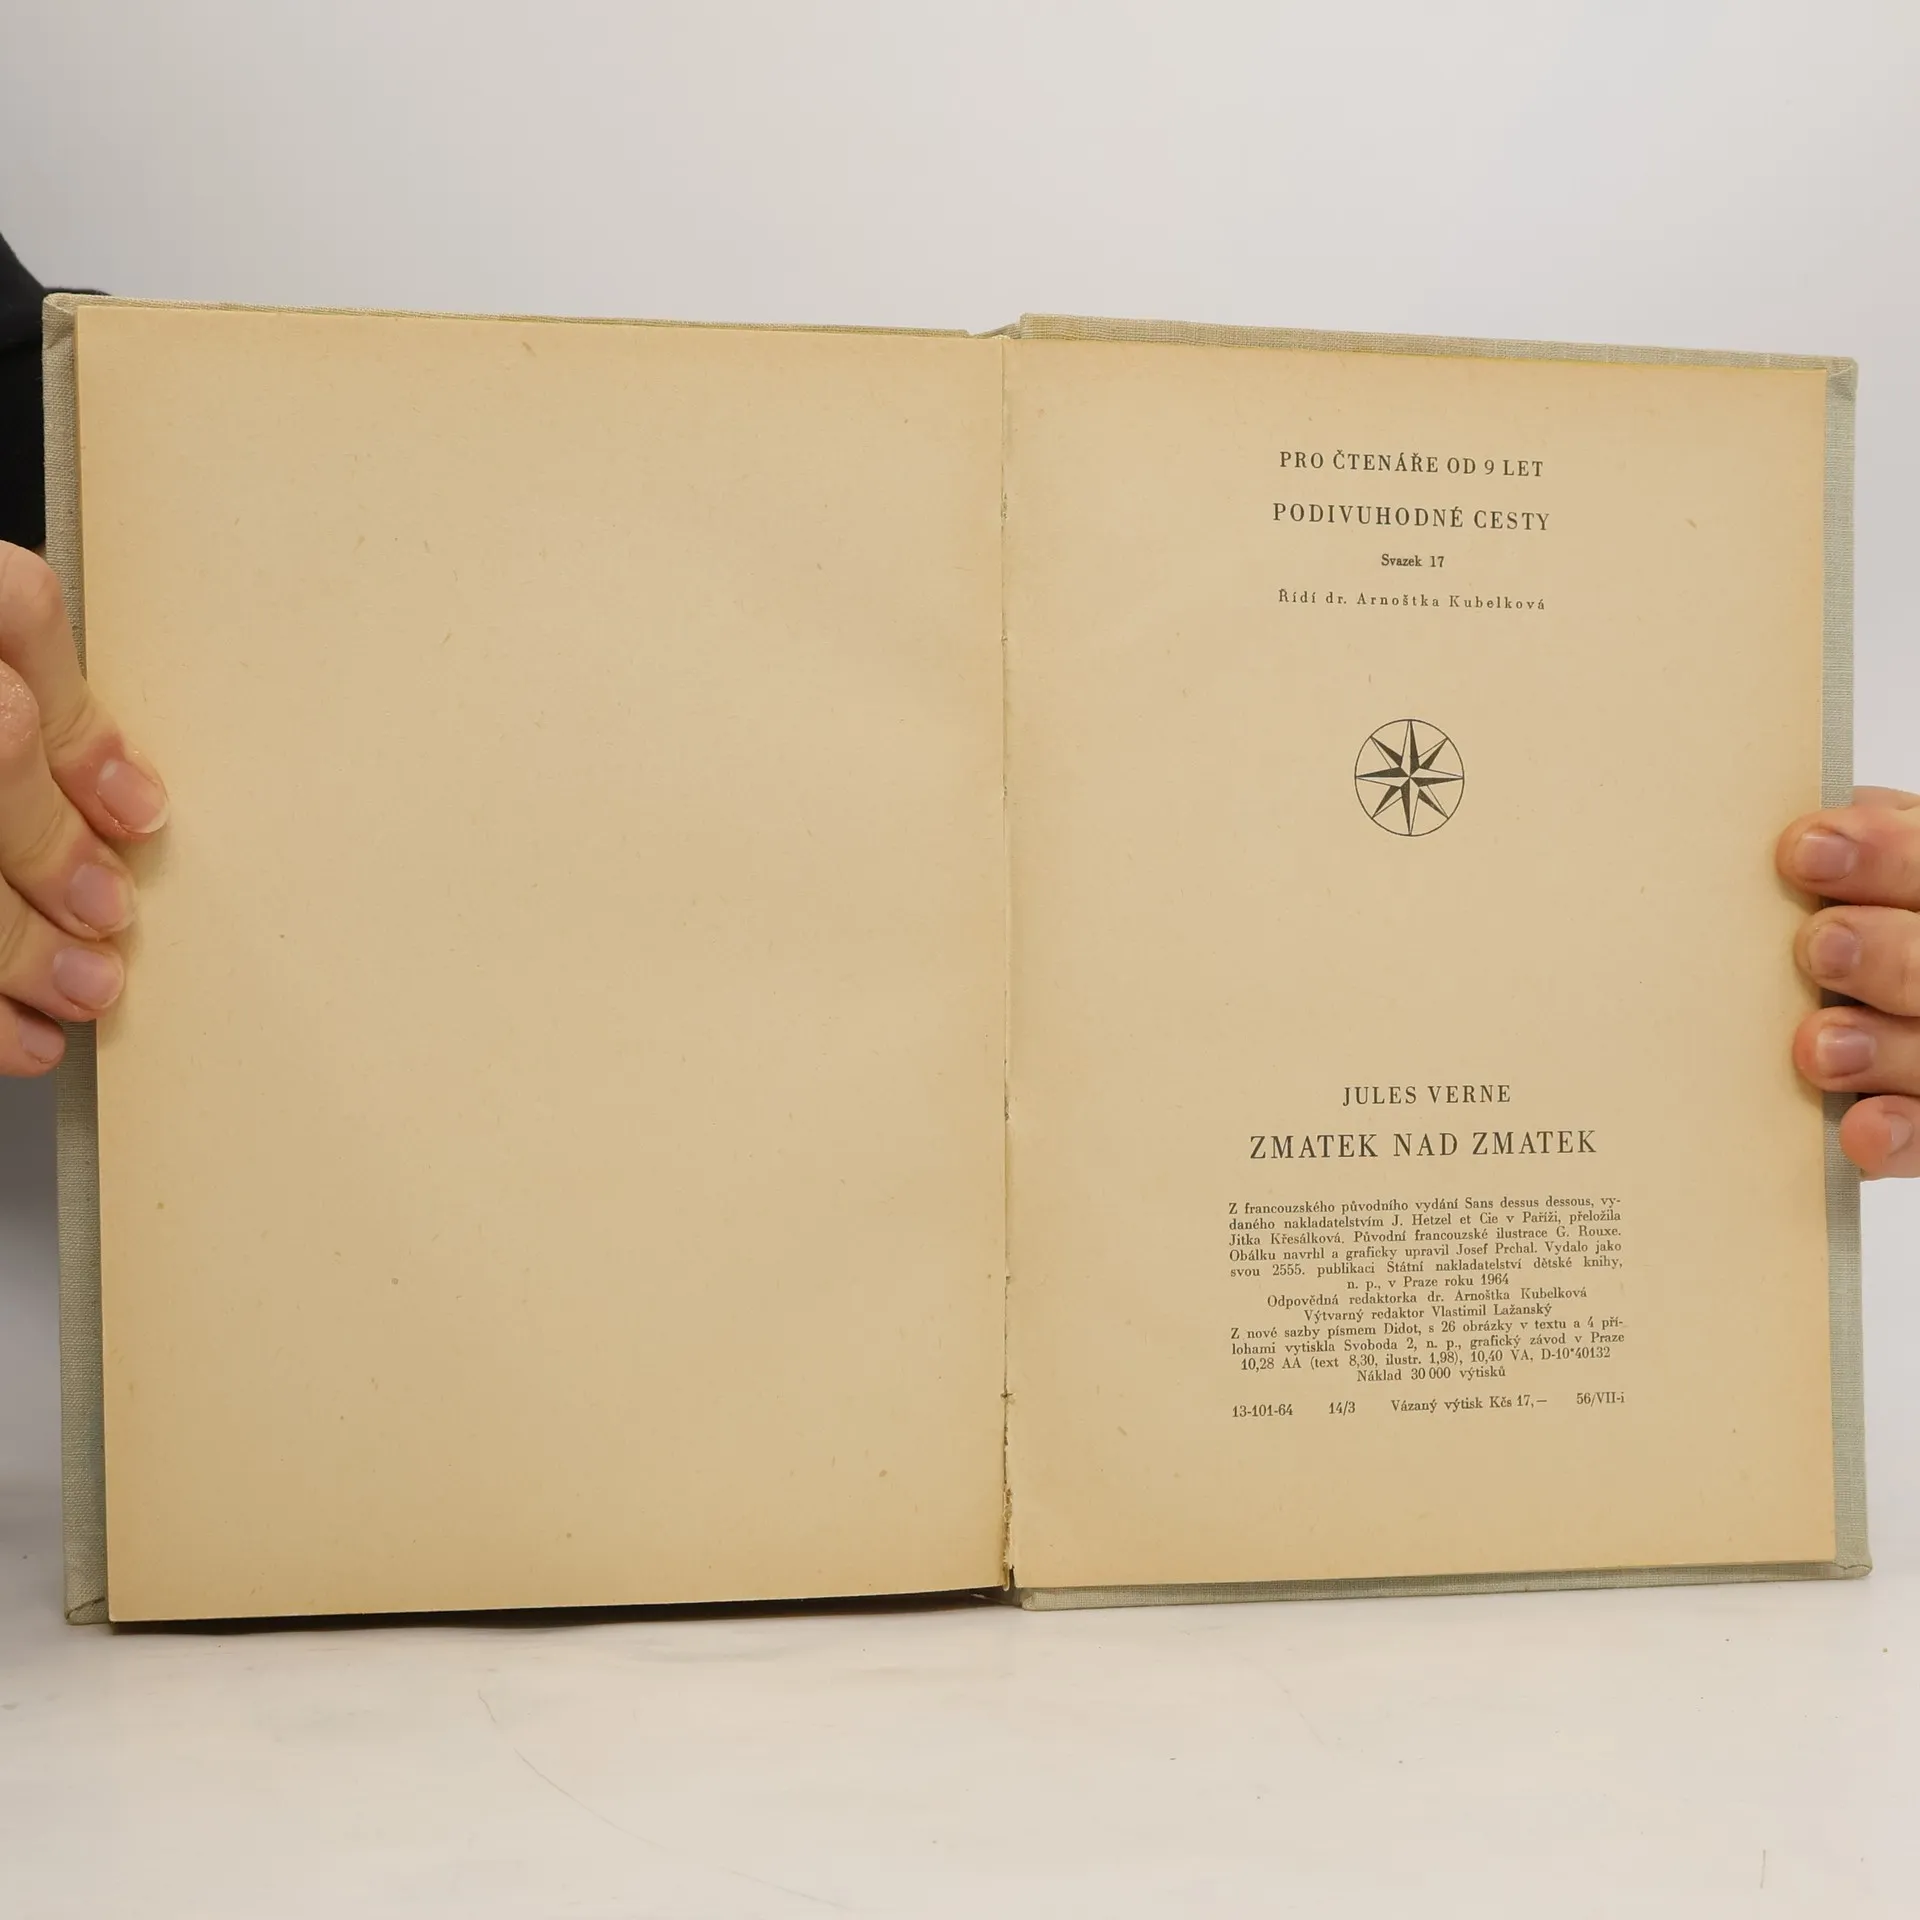 PRO ČTENÁŘE OD 9 LET
PODIVUHODNÉ CESTY
Svazek 17
Řídí dr. Arnoštka Kubelková
JULES VERNE
ZMATEK NAD ZMATEK
Z francouzského původního vydání Sans dessus dessous, vy-
daného nakladatelstvím J. Hetzel et Cie v Paříži, přeložila
Jitka Křesálková. Původní francouzské ilustrace G. Rouxe.
Obálku navrhl a graficky upravil Josef Prchal. Vydalo jako
svou 2555. publikaci Státní nakladatelství dětské knihy,
n. p., v Praze roku 1964
Odpovědná redaktorka dr. Arnoštka Kubelková
Výtvarný redaktor Vlastimil Lažanský
Z nové sazby písmem Didot, s 26 obrázky v textu a 4 pří-
lohami vytiskla Svoboda 2, n. p., grafický závod v Praze
10,28 AA (text 8,30, ilustr. 1,98), 10,40 VA, D-10*40132
Náklad 30 000 výtisků
13-101-64 14/3 Vázaný výtisk Kčs 17,— 56/VII-i